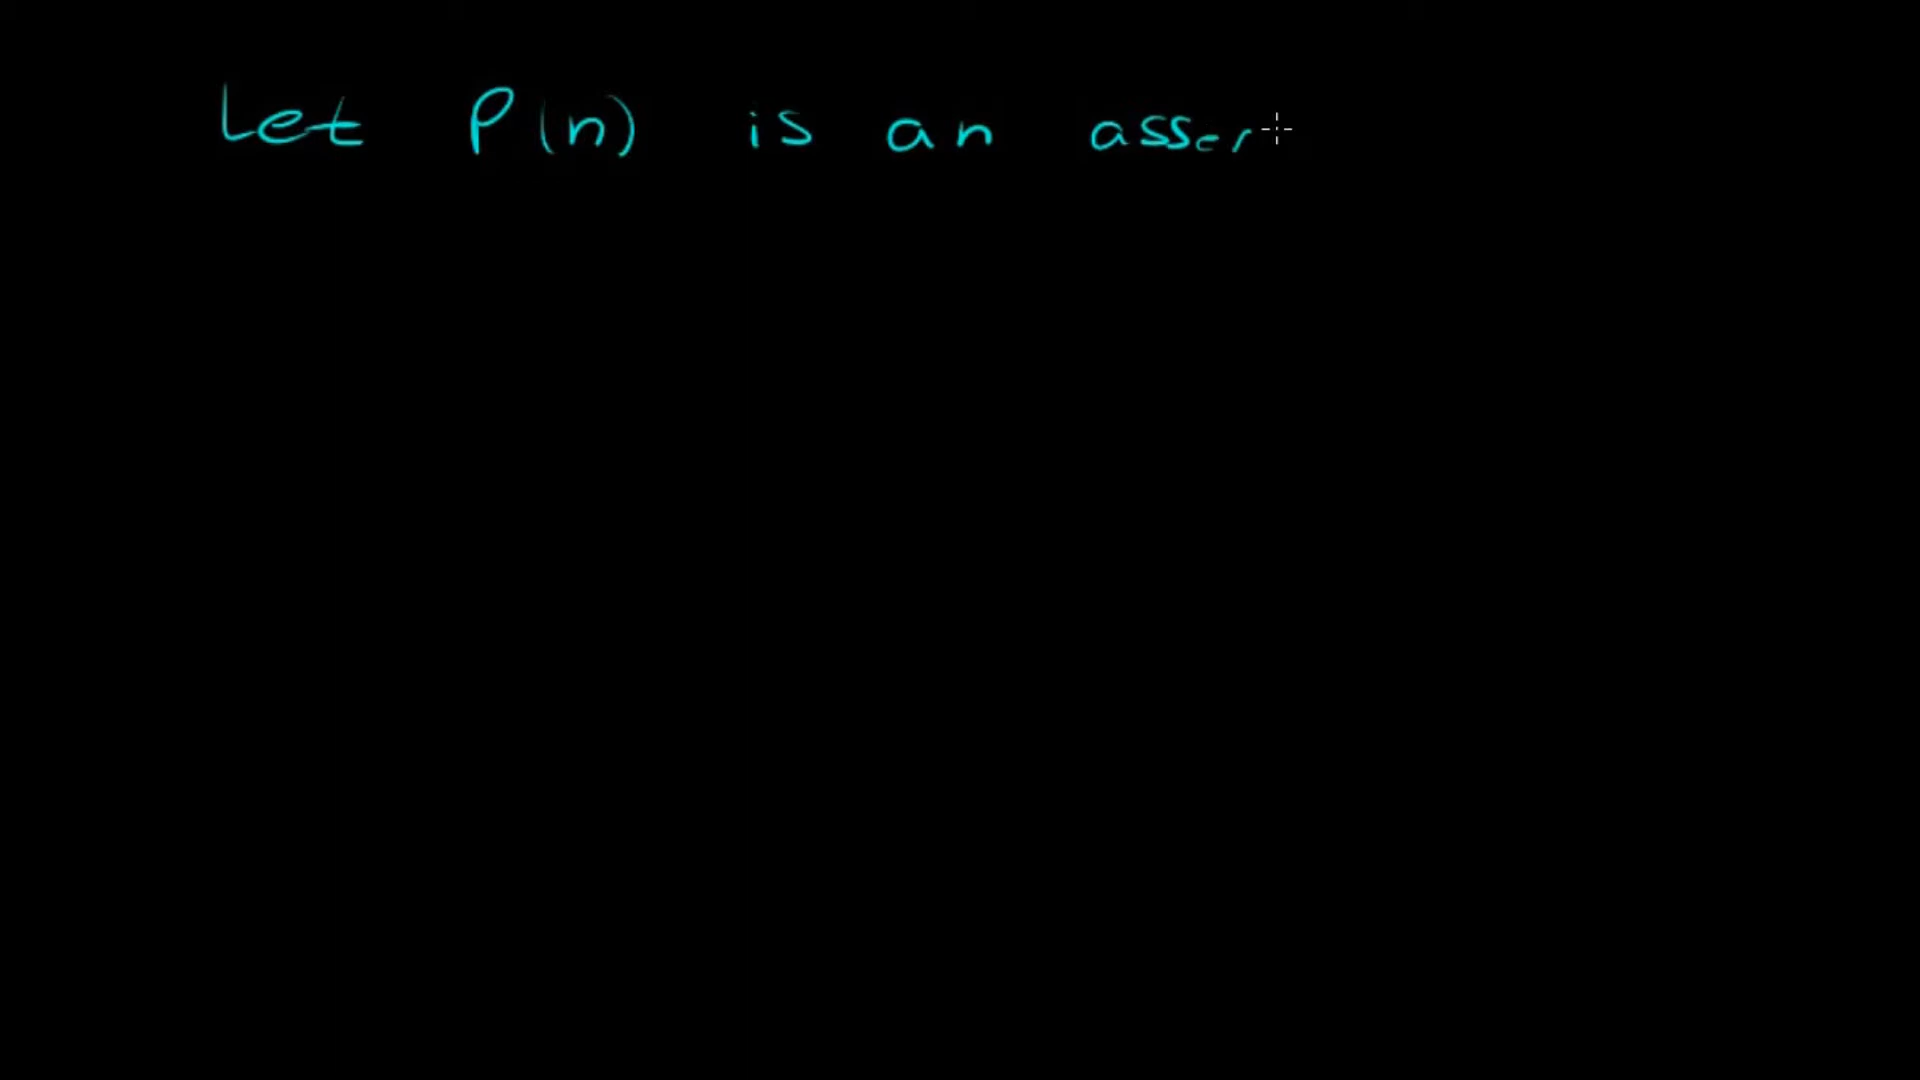 Let P(n) is an asser